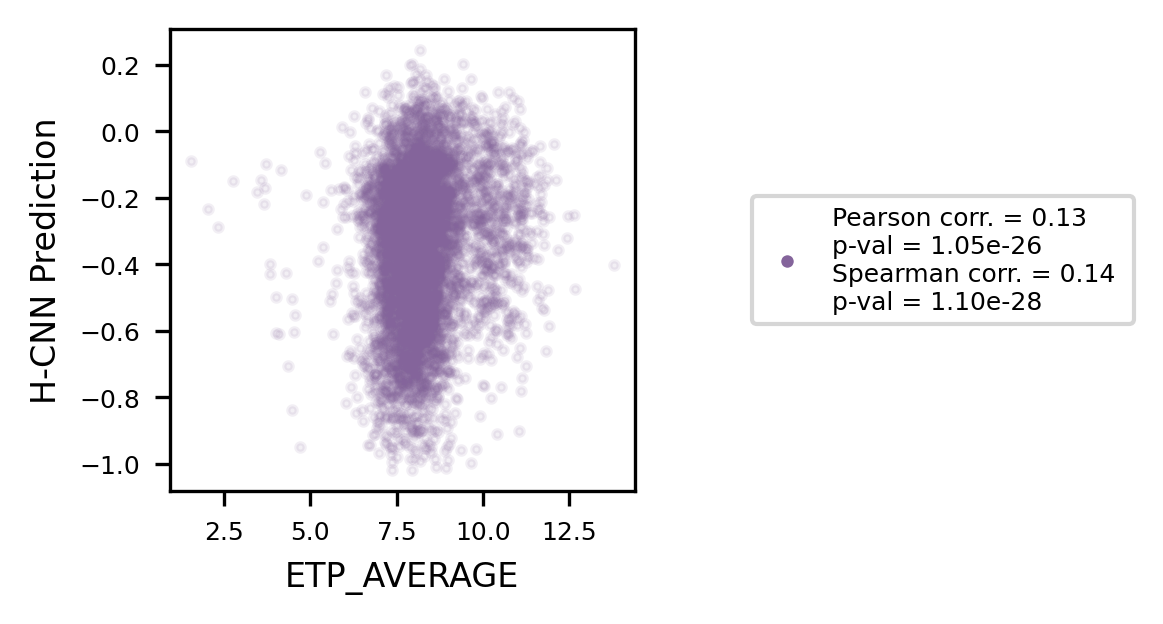 H-CNN Prediction
0.2
0.0
−0.2
−0.4
−0.6
−0.8
−1.0
2.5 5.0 7.5 10.0 12.5
ETP_AVERAGE
Pearson corr. = 0.13
p-val = 1.05e-26
Spearman corr. = 0.14
p-val = 1.10e-28